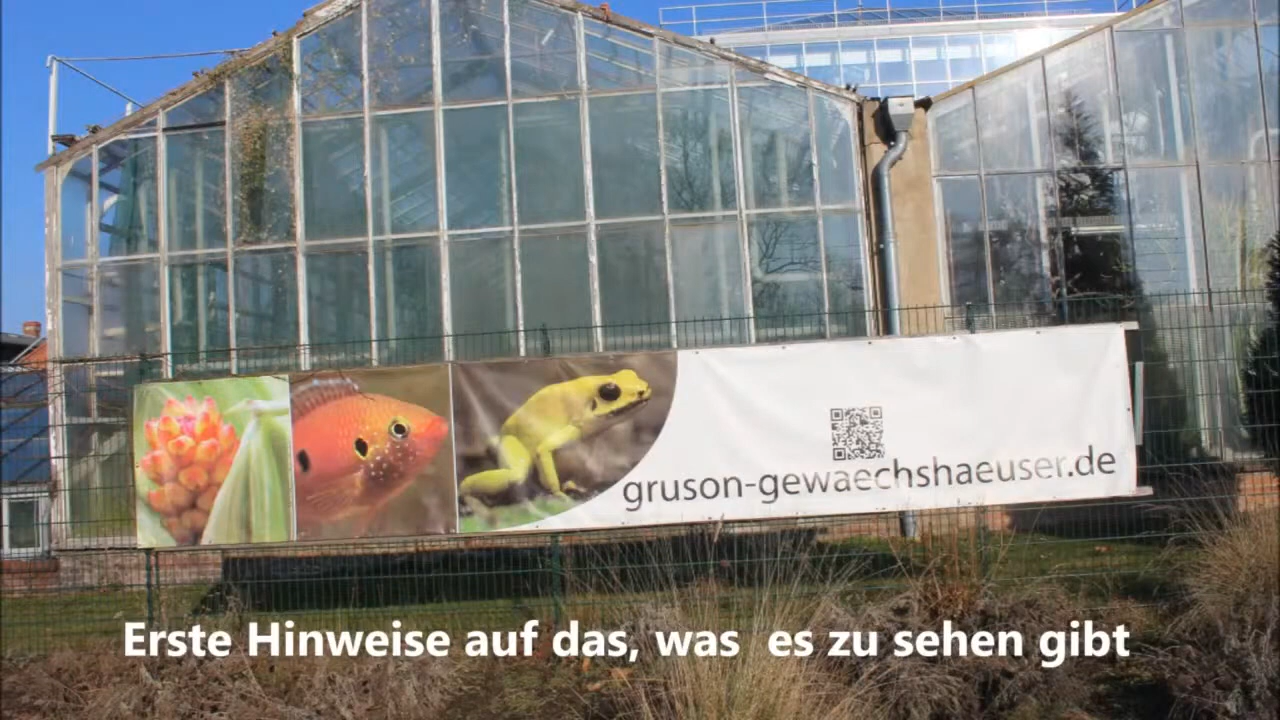 gruson-gewaechshaeuser.de
Erste Hinweise auf das, was  es zu sehen gibt